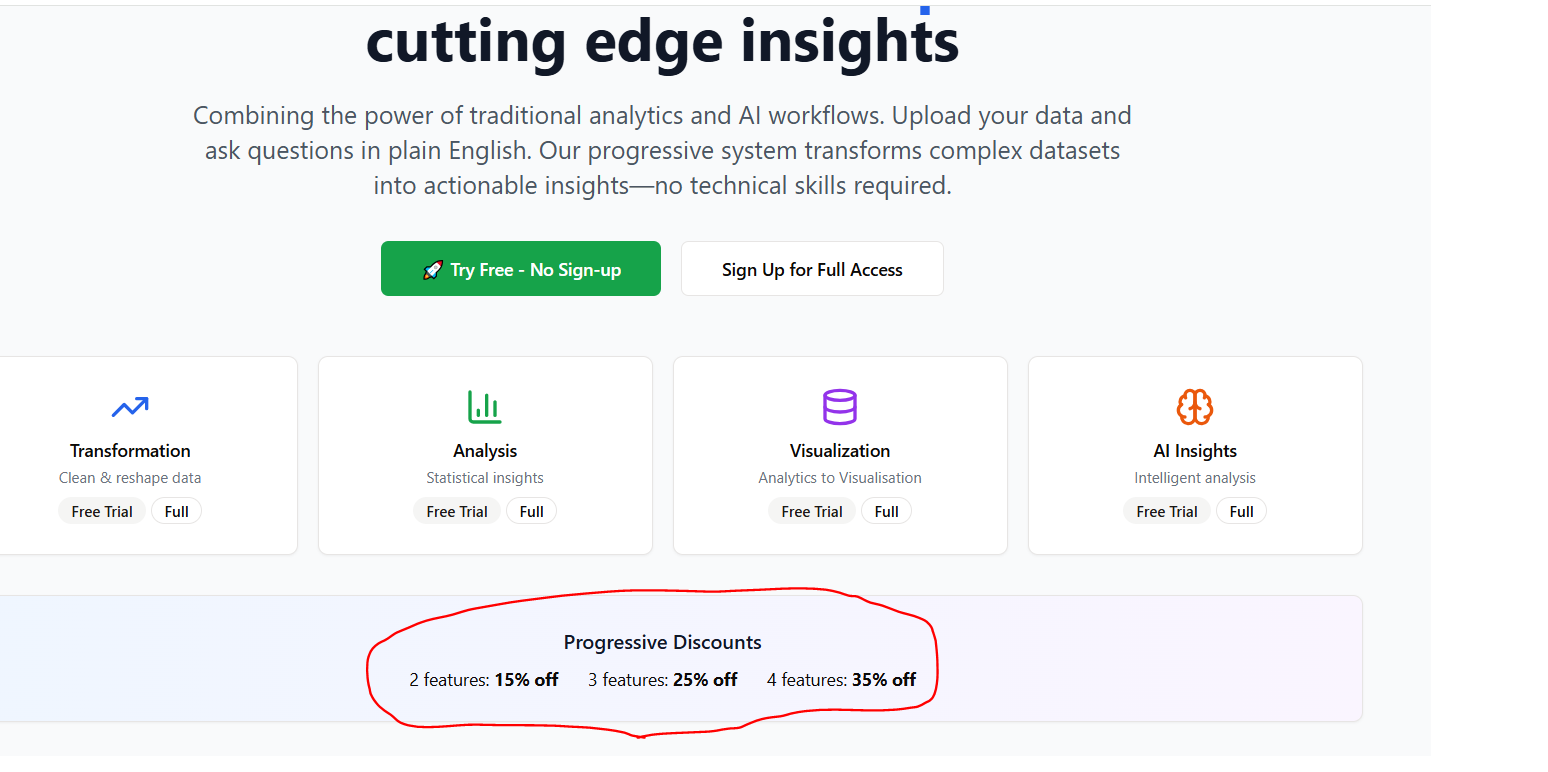 cutting edge insights
Combining the power of traditional analytics and AI workflows. Upload your data and
ask questions in plain English. Our progressive system transforms complex datasets
into actionable insights—no technical skills required.
🚀 Try Free - No Sign-up
Sign Up for Full Access
Transformation
Clean & reshape data
Free Trial Full
Analysis
Statistical insights
Free Trial Full
Visualization
Analytics to Visualisation
Free Trial Full
AI Insights
Intelligent analysis
Free Trial Full
Progressive Discounts
2 features: 15% off 3 features: 25% off 4 features: 35% off